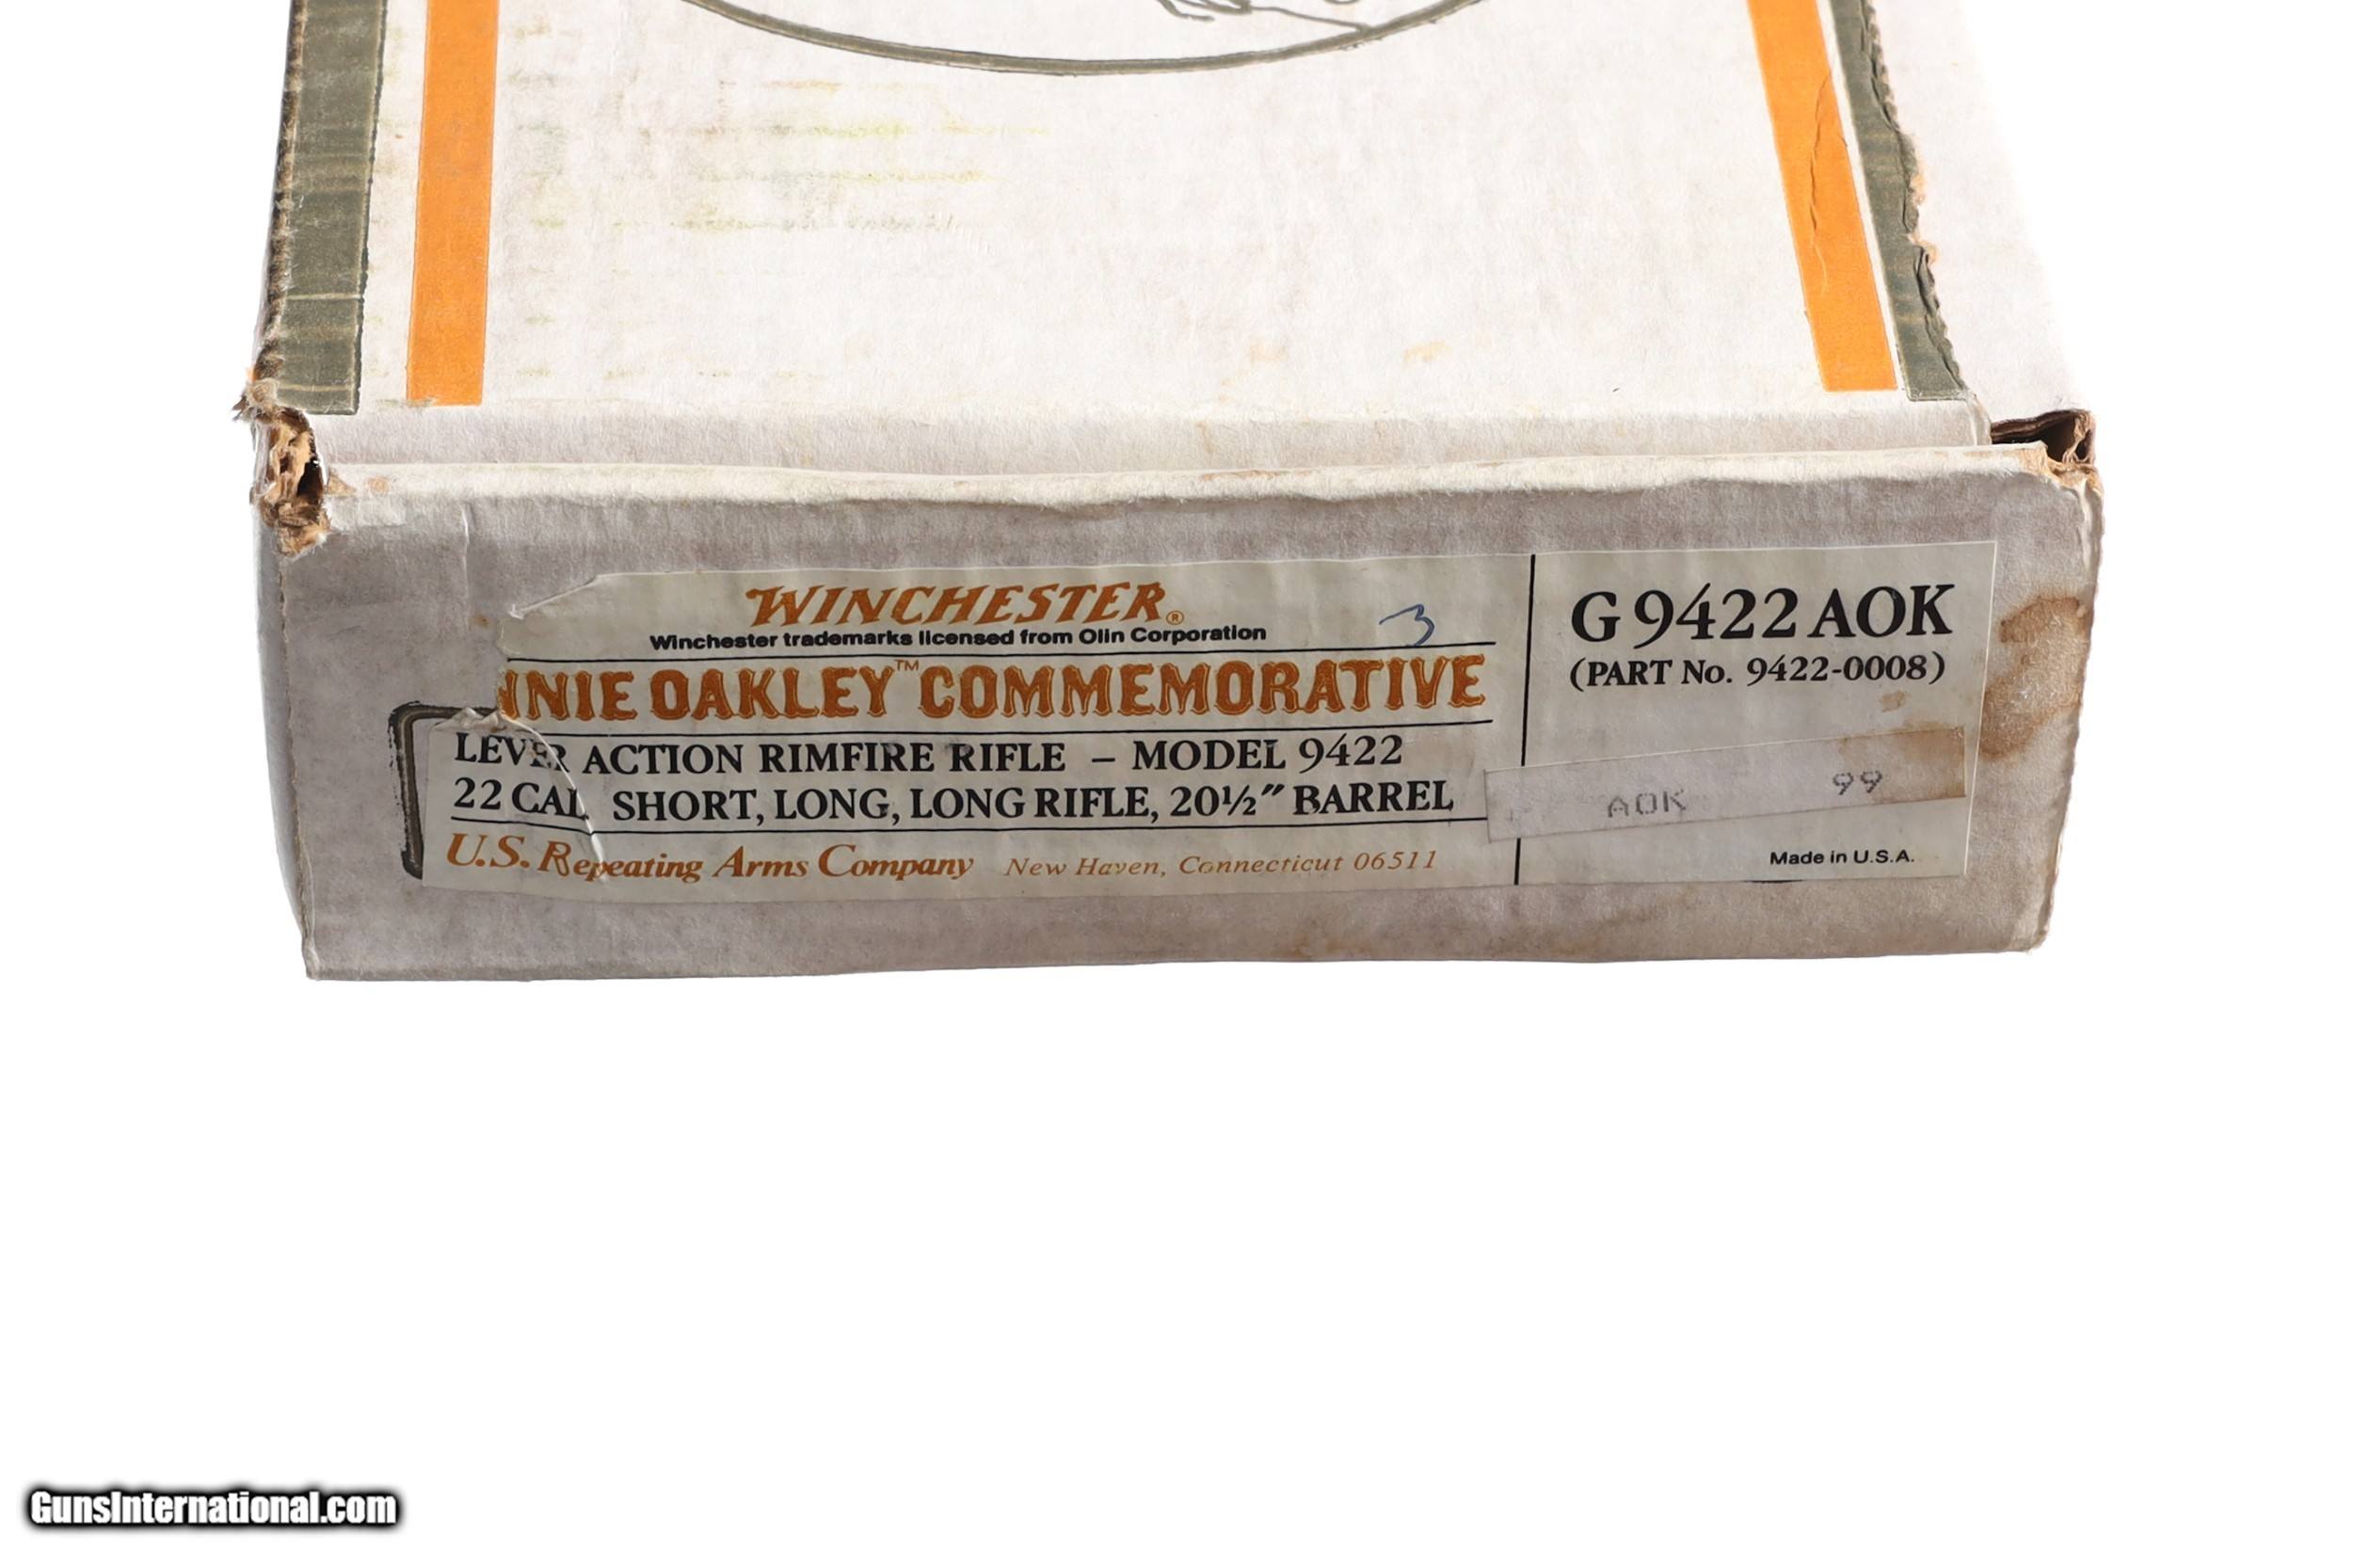 WINCHESTER®
Winchester trademarks licensed from Olin Corporation
3
NNIE OAKLEY™ COMMEMORATIVE
LEVER ACTION RIMFIRE RIFLE – MODEL 9422
22 CAL SHORT, LONG, LONG RIFLE, 20½" BARREL
U.S. Repeating Arms Company New Haven, Connecticut 06511
G9422AOK
(PART No. 9422-0008)
AOK 99
Made in U.S.A.
GunsInternational.com